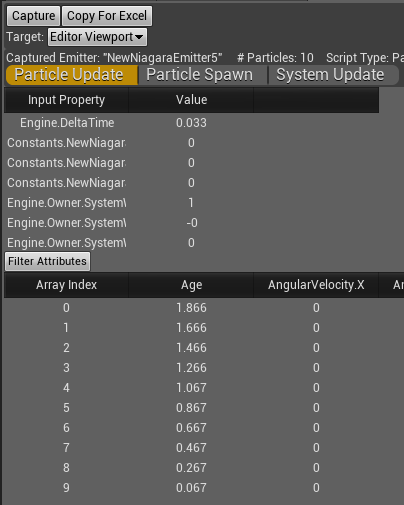 Capture Copy For Excel
Target: Editor Viewport
Captured Emitter: "NewNiagaraEmitter5" # Particles: 10 Script Type: Pa
Particle Update Particle Spawn System Update
Input Property Value
Engine.DeltaTime 0.033
Constants.NewNiagar 0
Constants.NewNiagar 0
Constants.NewNiagar 0
Engine.Owner.System 1
Engine.Owner.System -0
Engine.Owner.System 0
Filter Attributes
Array Index Age AngularVelocity.X
0 1.866 0
1 1.666 0
2 1.466 0
3 1.266 0
4 1.067 0
5 0.867 0
6 0.667 0
7 0.467 0
8 0.267 0
9 0.067 0